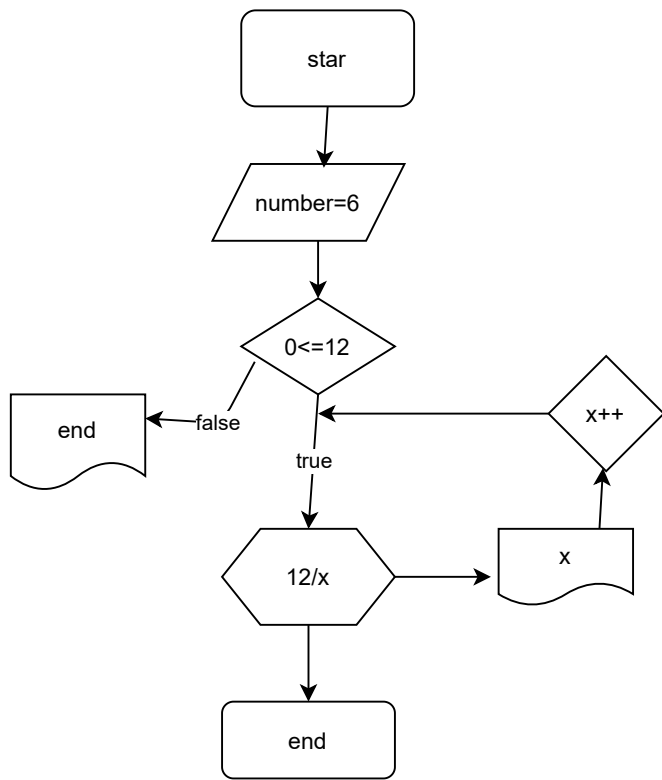 star
number=6
0<=12
false
end
x++
true
12/x
x
end